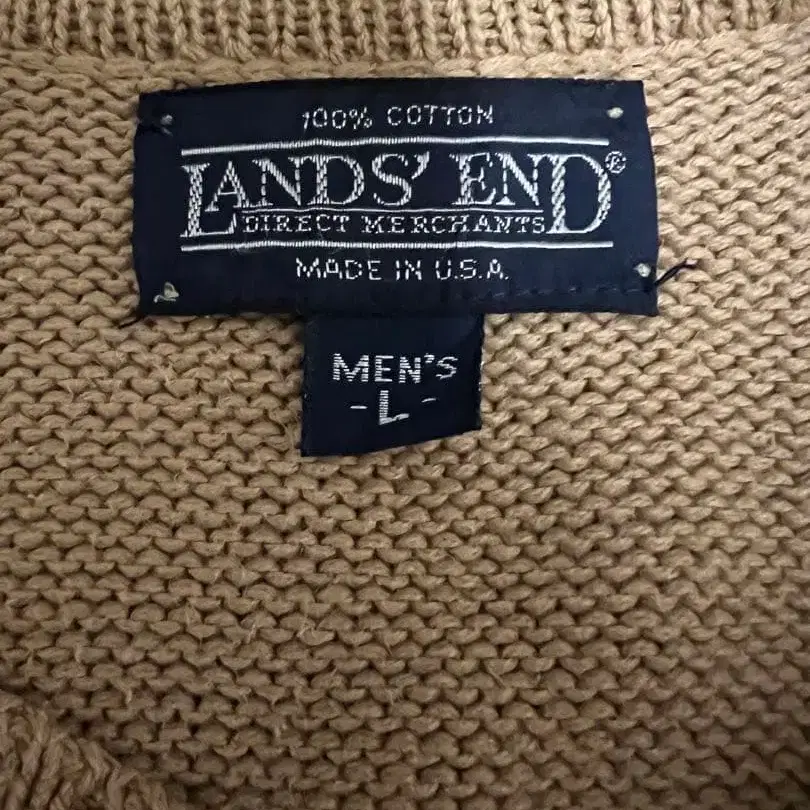 100% COTTON
LANDS' END®
DIRECT MERCHANTS
MADE IN U.S.A.
MEN'S
-L-